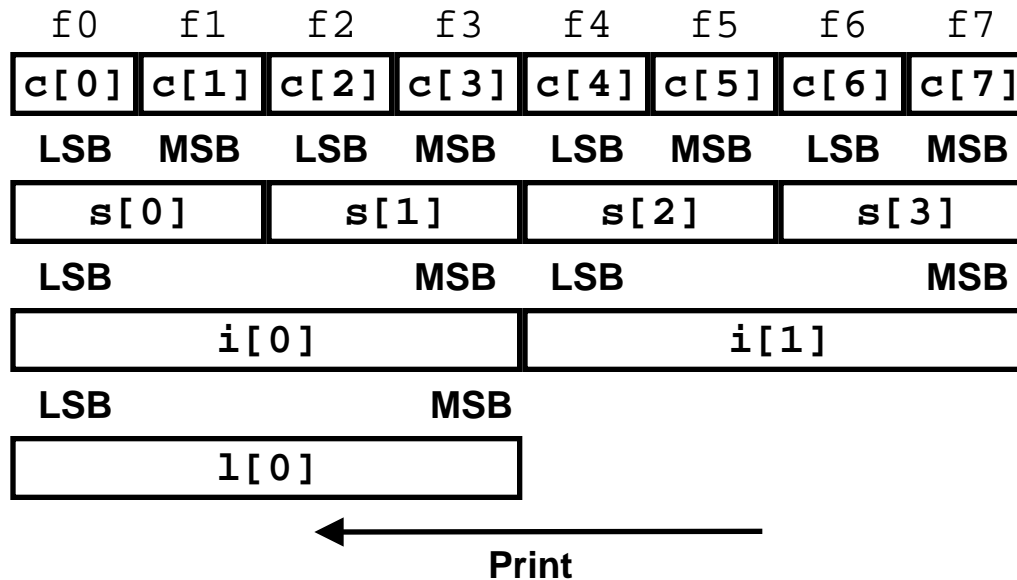 f0 f1 f2 f3 f4 f5 f6 f7
c[0] c[1] c[2] c[3] c[4] c[5] c[6] c[7]
LSB MSB LSB MSB LSB MSB LSB MSB
s[0] s[1] s[2] s[3]
LSB MSB LSB MSB
i[0] i[1]
LSB MSB
l[0]
Print